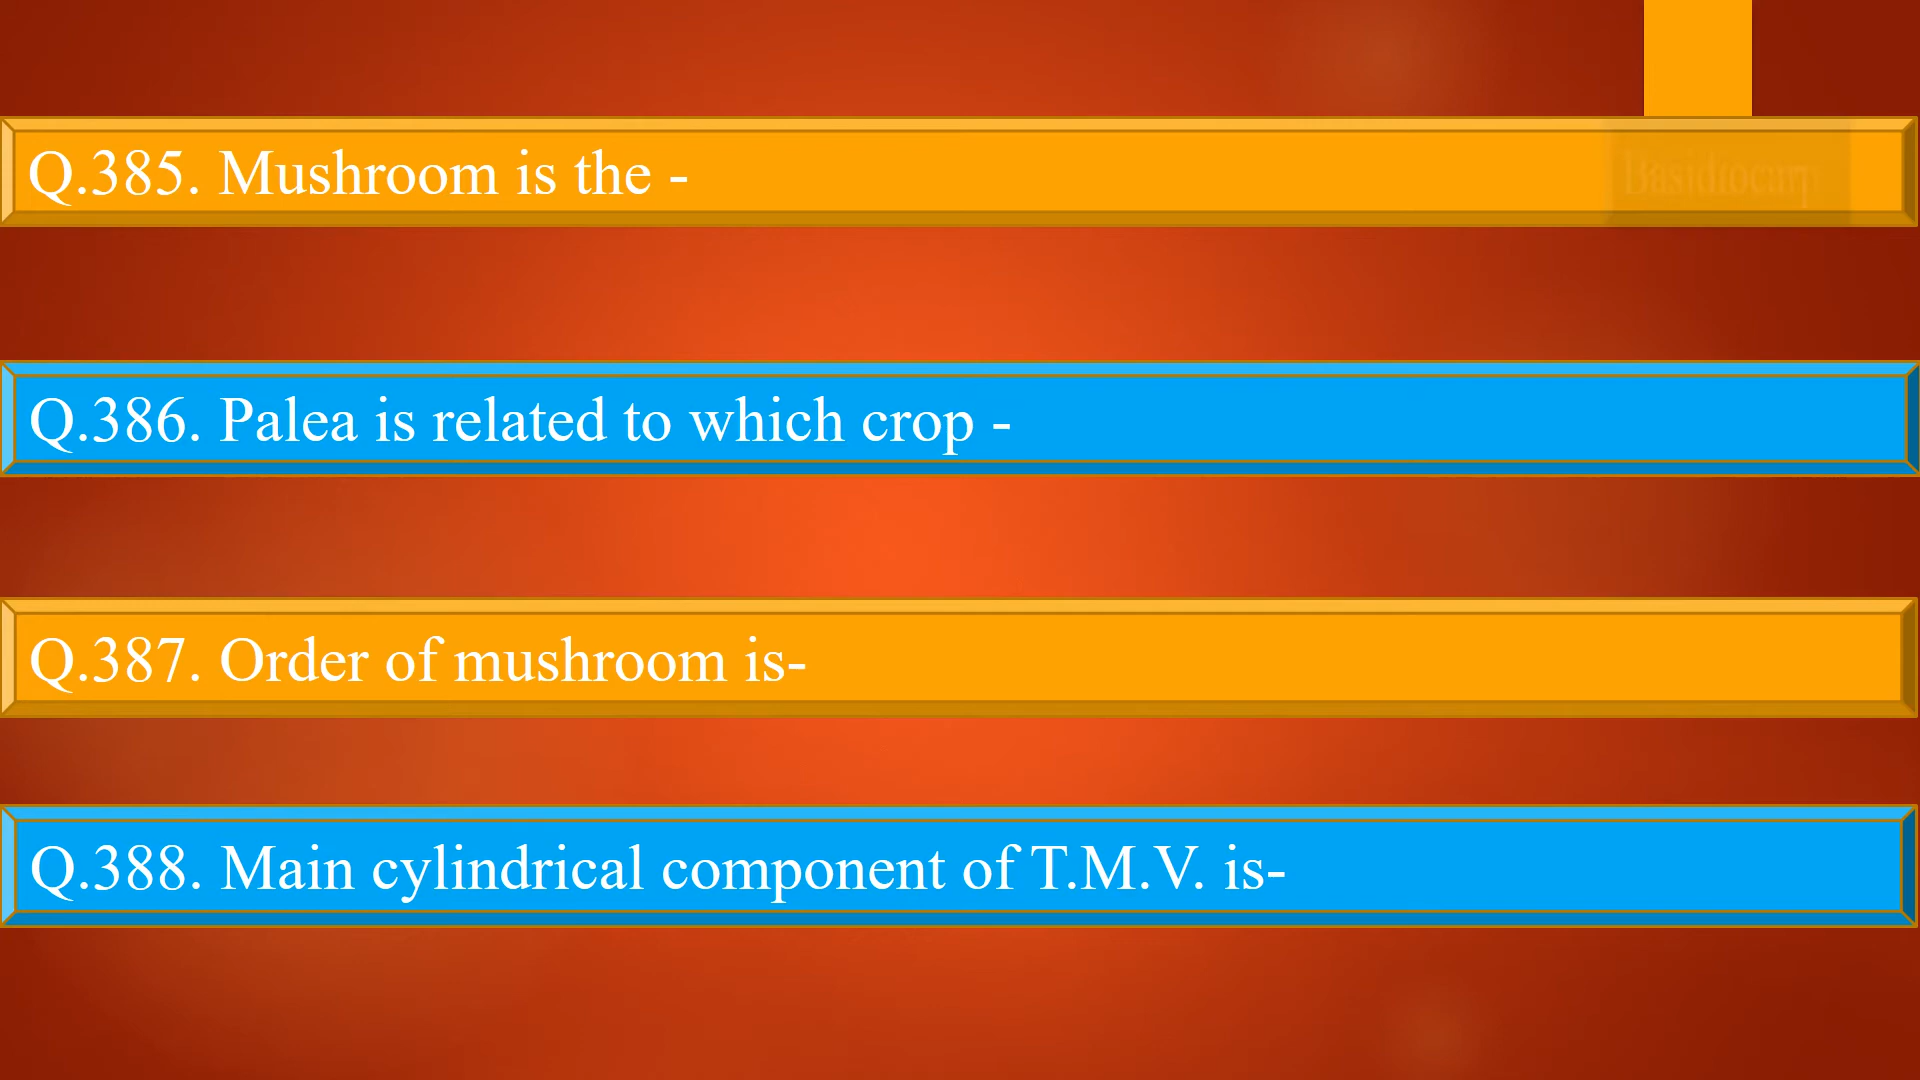 Q.385. Mushroom is the - Basidiocarp
Q.386. Palea is related to which crop -
Q.387. Order of mushroom is-
Q.388. Main cylindrical component of T.M.V. is-